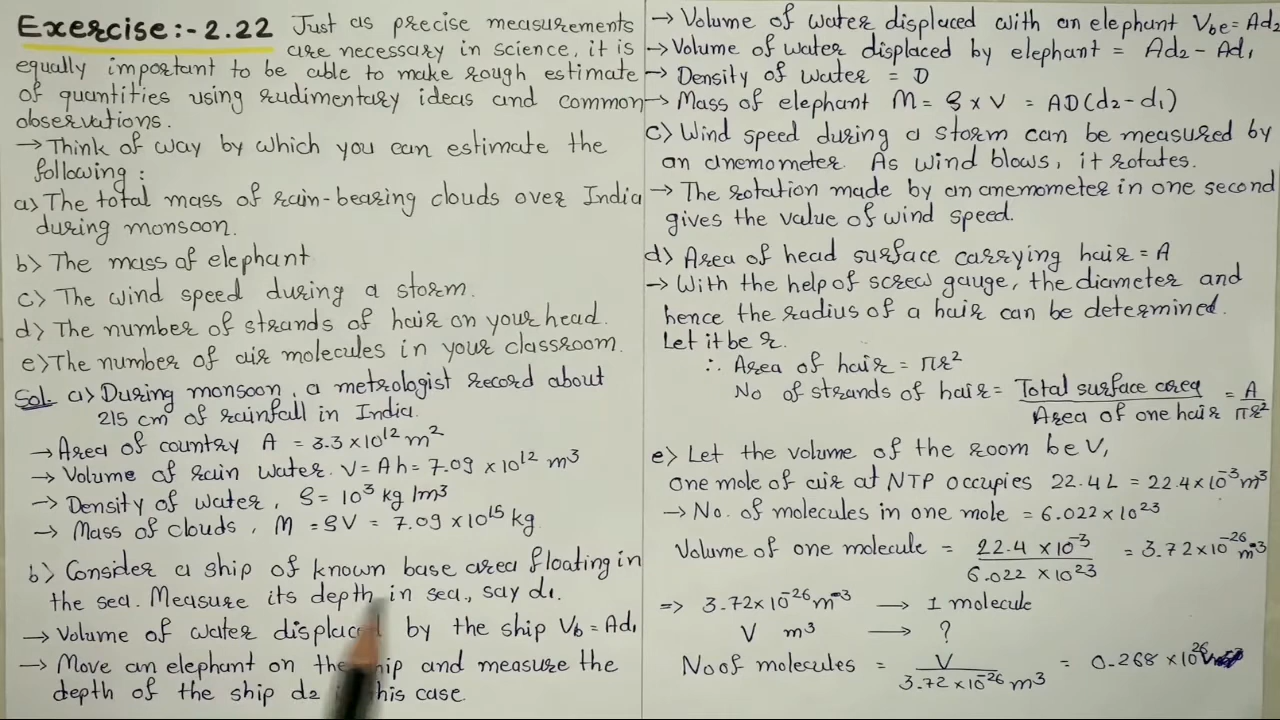 Exercise:- 2.22 Just as precise measurements
are necessary in science, it is
equally important to be able to make rough estimate
of quantities using rudimentary ideas and common
observations.
→ Think of way by which you can estimate the
following :
a) The total mass of rain-bearing clouds over India
during monsoon.
b) The mass of elephant
c) The wind speed during a storm.
d) The number of strands of hair on your head.
e) The number of air molecules in your classroom.
Sol. a) During monsoon, a metrologist record about
215 cm of rainfall in India.
→ Area of country A = 3.3 × 10¹² m²
→ Volume of rain water. V = Ah = 7.09 × 10¹² m³
→ Density of water, ρ = 10³ kg/m³
→ Mass of clouds, M = ρV = 7.09 × 10¹⁵ kg
b) Consider a ship of known base area floating in
the sea. Measure its depth in sea, say d₁.
→ Volume of water displaced by the ship V_b = Ad₁
→ Move an elephant on the ship and measure the
depth of the ship d₂ in this case
→ Volume of water displaced with an elephant V_be = Ad₂
→ Volume of water displaced by elephant = Ad₂ - Ad₁
→ Density of water = D
→ Mass of elephant M = ρ × V = AD(d₂ - d₁)
c) Wind speed during a storm can be measured by
an anemometer. As wind blows, it rotates.
→ The rotation made by an anemometer in one second
gives the value of wind speed.
d) Area of head surface carrying hair = A
→ With the help of screw gauge, the diameter and
hence the radius of a hair can be determined.
Let it be r.
∴ Area of hair = πr²
No of strands of hair = Total surface area / Area of one hair = A / πr²
e) Let the volume of the room be V,
One mole of air at NTP occupies 22.4 L = 22.4 × 10⁻³ m³
→ No. of molecules in one mole = 6.022 × 10²³
Volume of one molecule = 22.4 × 10⁻³ / 6.022 × 10²³ = 3.72 × 10⁻²⁶ m³
⇒ 3.72 × 10⁻²⁶ m⁻³ → 1 molecule
V m³ → ?
No of molecules = V / 3.72 × 10⁻²⁶ m³ = 0.268 × 10²⁶